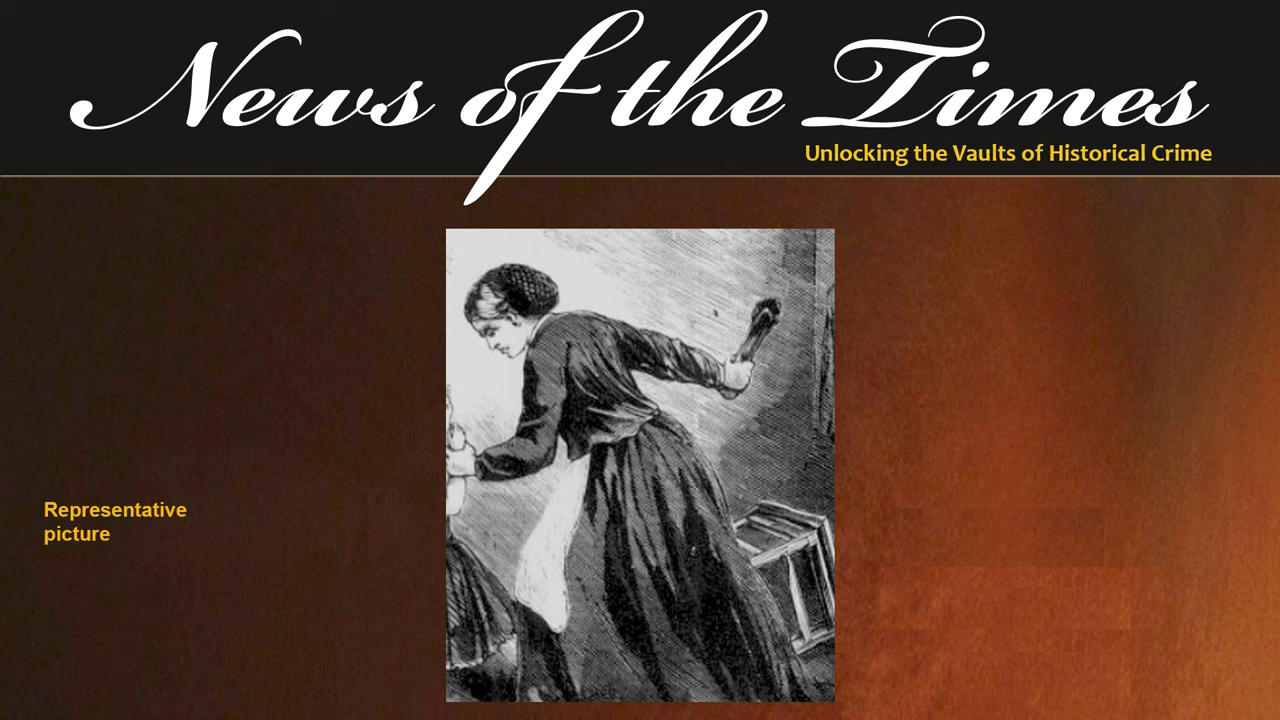 News of the Times
Unlocking the Vaults of Historical Crime
Representative
picture